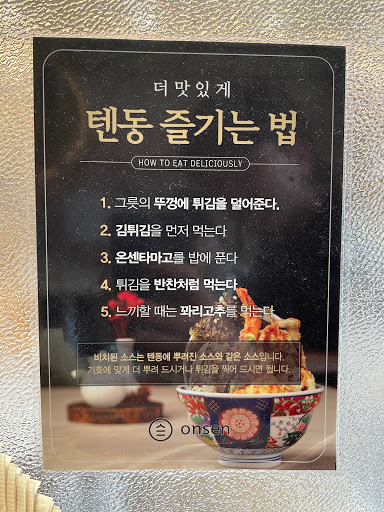 더 맛있게
텐동 즐기는 법
HOW TO EAT DELICIOUSLY
1. 그릇의 뚜껑에 튀김을 덜어준다.
2. 김튀김을 먼저 먹는다
3. 온센타마고를 밥에 푼다
4. 튀김을 반찬처럼 먹는다
5. 느끼할 때는 꽈리고추를 먹는다
비치된 소스는 텐동에 뿌려진 소스와 같은 소스입니다.
기호에 맞게 더 뿌려 드시거나 튀김을 찍어 드시면 됩니다.
onsen